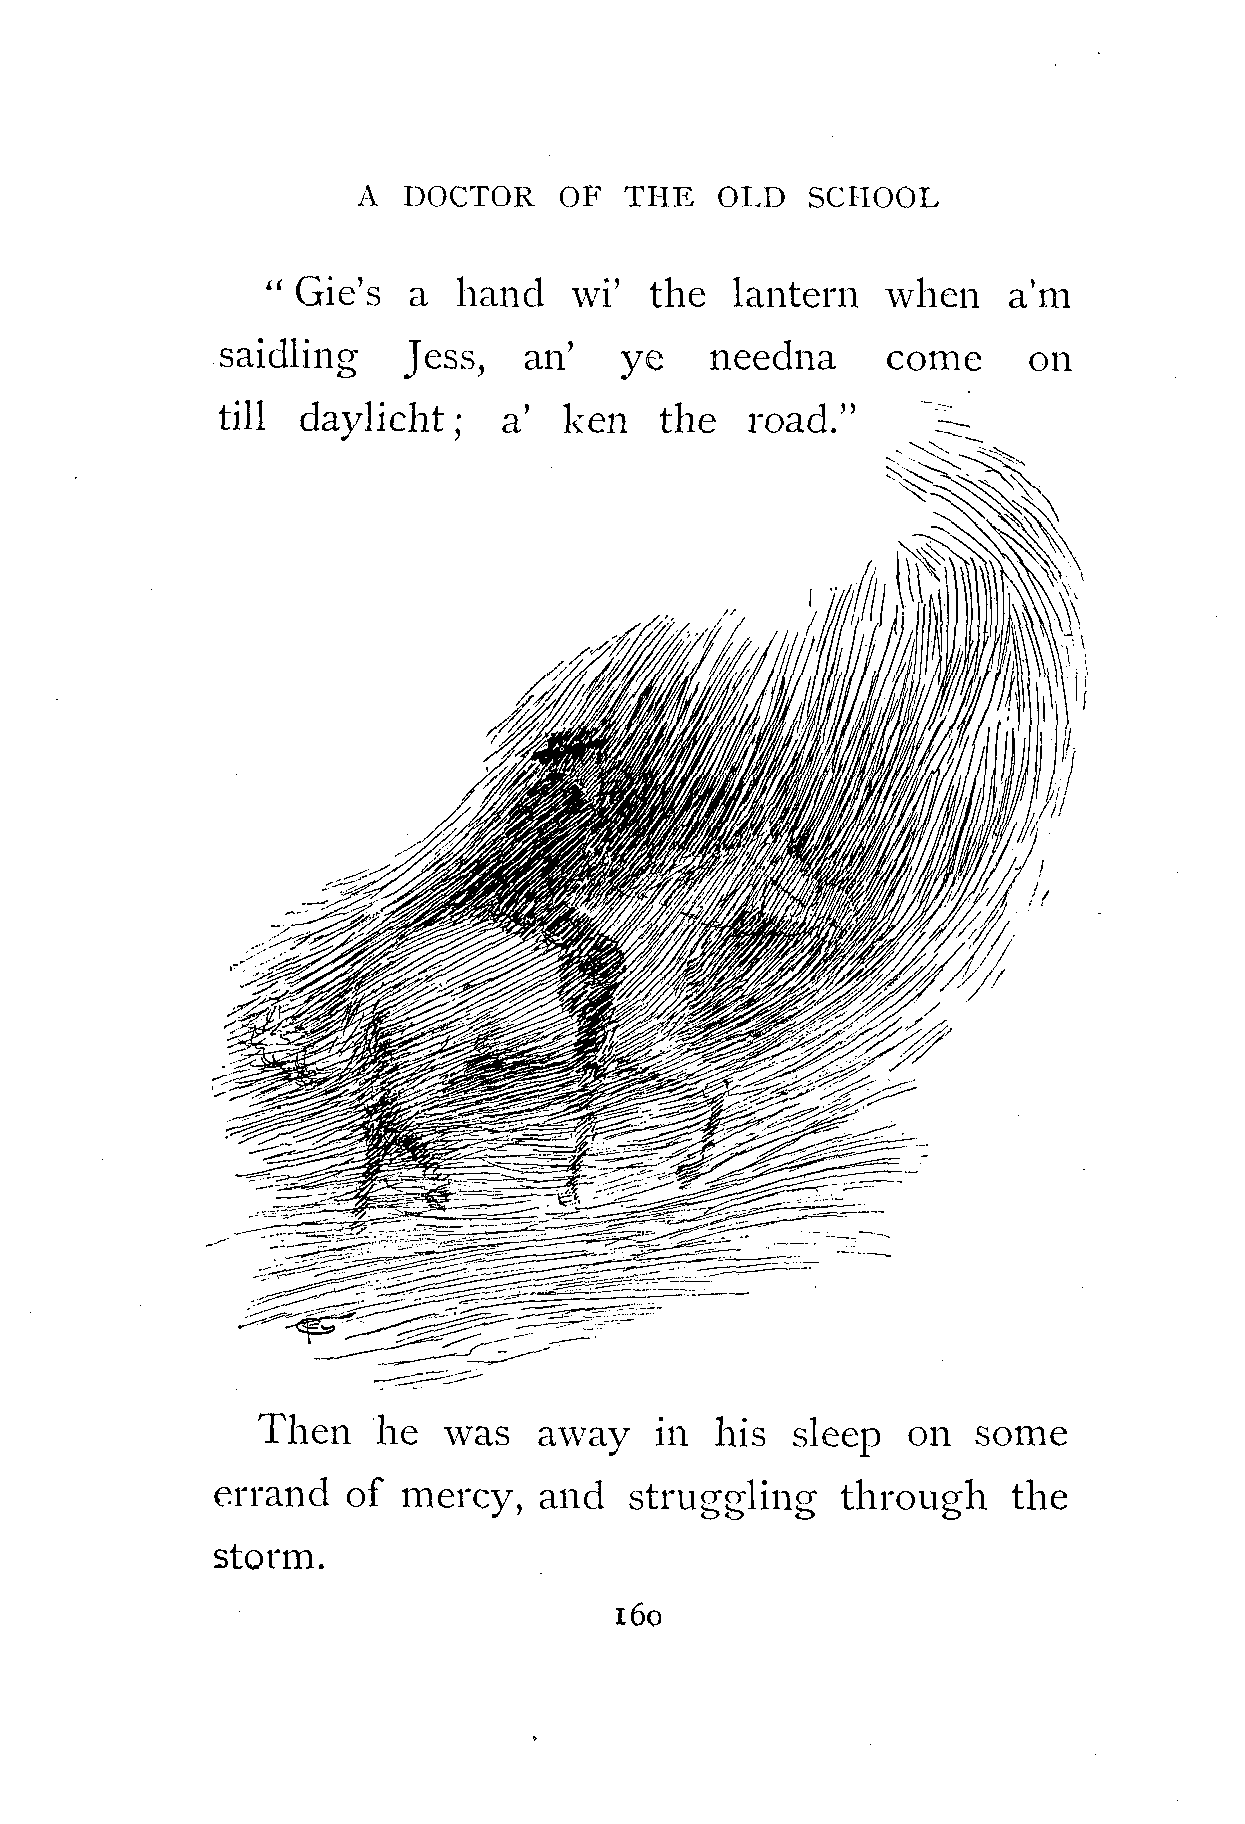 A DOCTOR OF THE OLD SCHOOL
“ Gie’s a hand wi’ the lantern when a'm
saidling Jess, an’ ye needna come on
till daylicht ; a’ ken the road.”
Then he was away in his sleep on some
errand of mercy, and struggling through the
storm.
160